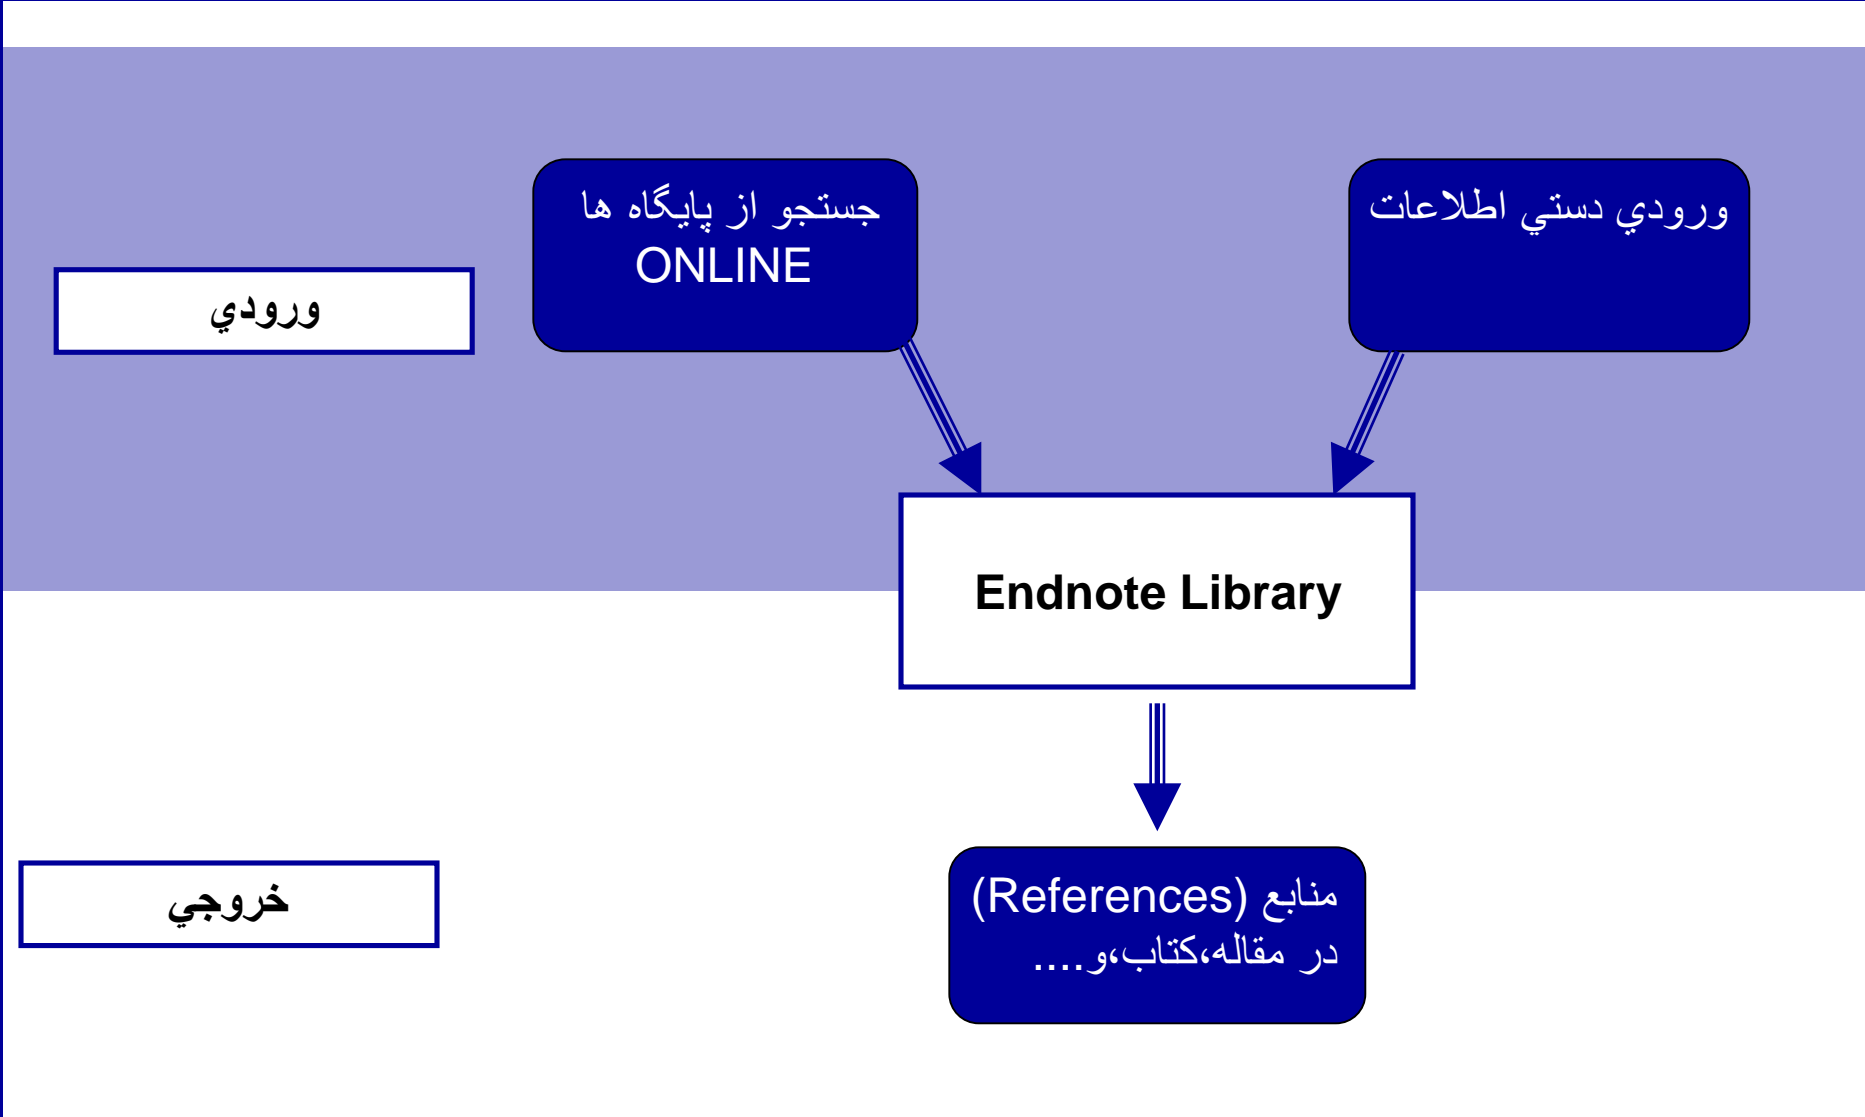 ورودي دستي اطلاعات
جستجو از پايگاه ها
ONLINE
ورودي
Endnote Library
منابع (References)
در مقاله،كتاب،و....
خروجي